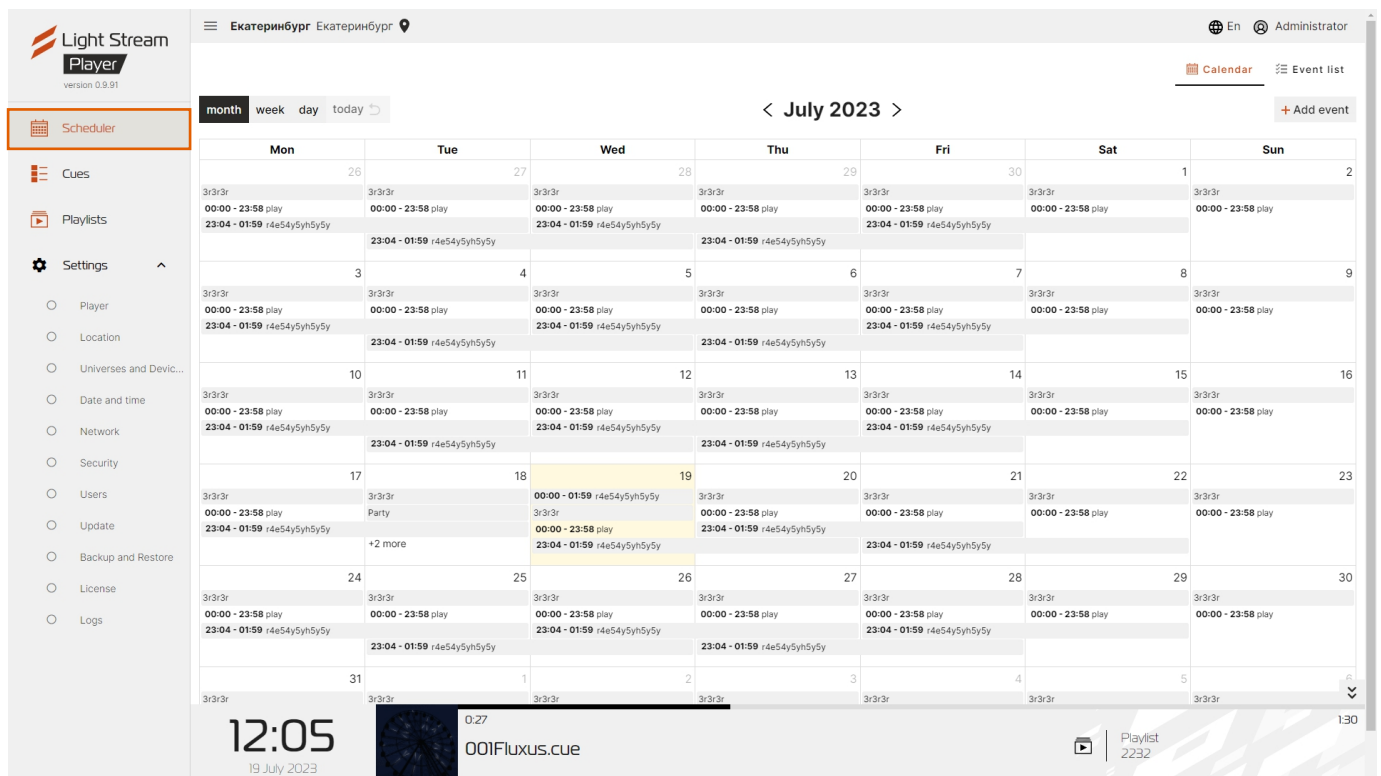 Light Stream
Player
version 0.9.91
Екатеринбург Екатеринбург
En Administrator
Calendar Event list
month week day today
< July 2023 >
+ Add event
Scheduler
Cues
Playlists
Settings
Player
Location
Universes and Devic...
Date and time
Network
Security
Users
Update
Backup and Restore
License
Logs
Mon Tue Wed Thu Fri Sat Sun
26 27 28 29 30 1 2
3r3r3r 3r3r3r 3r3r3r 3r3r3r 3r3r3r 3r3r3r 3r3r3r
00:00 - 23:58 play 00:00 - 23:58 play 00:00 - 23:58 play 00:00 - 23:58 play 00:00 - 23:58 play 00:00 - 23:58 play 00:00 - 23:58 play
23:04 - 01:59 r4e54y5yh5y5y 23:04 - 01:59 r4e54y5yh5y5y 23:04 - 01:59 r4e54y5yh5y5y
23:04 - 01:59 r4e54y5yh5y5y 23:04 - 01:59 r4e54y5yh5y5y
3 4 5 6 7 8 9
3r3r3r 3r3r3r 3r3r3r 3r3r3r 3r3r3r 3r3r3r 3r3r3r
00:00 - 23:58 play 00:00 - 23:58 play 00:00 - 23:58 play 00:00 - 23:58 play 00:00 - 23:58 play 00:00 - 23:58 play 00:00 - 23:58 play
23:04 - 01:59 r4e54y5yh5y5y 23:04 - 01:59 r4e54y5yh5y5y 23:04 - 01:59 r4e54y5yh5y5y
23:04 - 01:59 r4e54y5yh5y5y 23:04 - 01:59 r4e54y5yh5y5y
10 11 12 13 14 15 16
3r3r3r 3r3r3r 3r3r3r 3r3r3r 3r3r3r 3r3r3r 3r3r3r
00:00 - 23:58 play 00:00 - 23:58 play 00:00 - 23:58 play 00:00 - 23:58 play 00:00 - 23:58 play 00:00 - 23:58 play 00:00 - 23:58 play
23:04 - 01:59 r4e54y5yh5y5y 23:04 - 01:59 r4e54y5yh5y5y 23:04 - 01:59 r4e54y5yh5y5y
23:04 - 01:59 r4e54y5yh5y5y 23:04 - 01:59 r4e54y5yh5y5y
17 18 19 20 21 22 23
3r3r3r 3r3r3r 00:00 - 01:59 r4e54y5yh5y5y 3r3r3r 3r3r3r 3r3r3r 3r3r3r
00:00 - 23:58 play Party 3r3r3r 00:00 - 23:58 play 00:00 - 23:58 play 00:00 - 23:58 play 00:00 - 23:58 play
23:04 - 01:59 r4e54y5yh5y5y 00:00 - 23:58 play 23:04 - 01:59 r4e54y5yh5y5y
+2 more 23:04 - 01:59 r4e54y5yh5y5y 23:04 - 01:59 r4e54y5yh5y5y
24 25 26 27 28 29 30
3r3r3r 3r3r3r 3r3r3r 3r3r3r 3r3r3r 3r3r3r 3r3r3r
00:00 - 23:58 play 00:00 - 23:58 play 00:00 - 23:58 play 00:00 - 23:58 play 00:00 - 23:58 play 00:00 - 23:58 play 00:00 - 23:58 play
23:04 - 01:59 r4e54y5yh5y5y 23:04 - 01:59 r4e54y5yh5y5y 23:04 - 01:59 r4e54y5yh5y5y
23:04 - 01:59 r4e54y5yh5y5y 23:04 - 01:59 r4e54y5yh5y5y
31 1 2 3 4 5 6
3r3r3r 3r3r3r 3r3r3r 3r3r3r 3r3r3r 3r3r3r 3r3r3r
12:05
19 July 2023
0:27 1:30
001Fluxus.cue
Playlist
2232